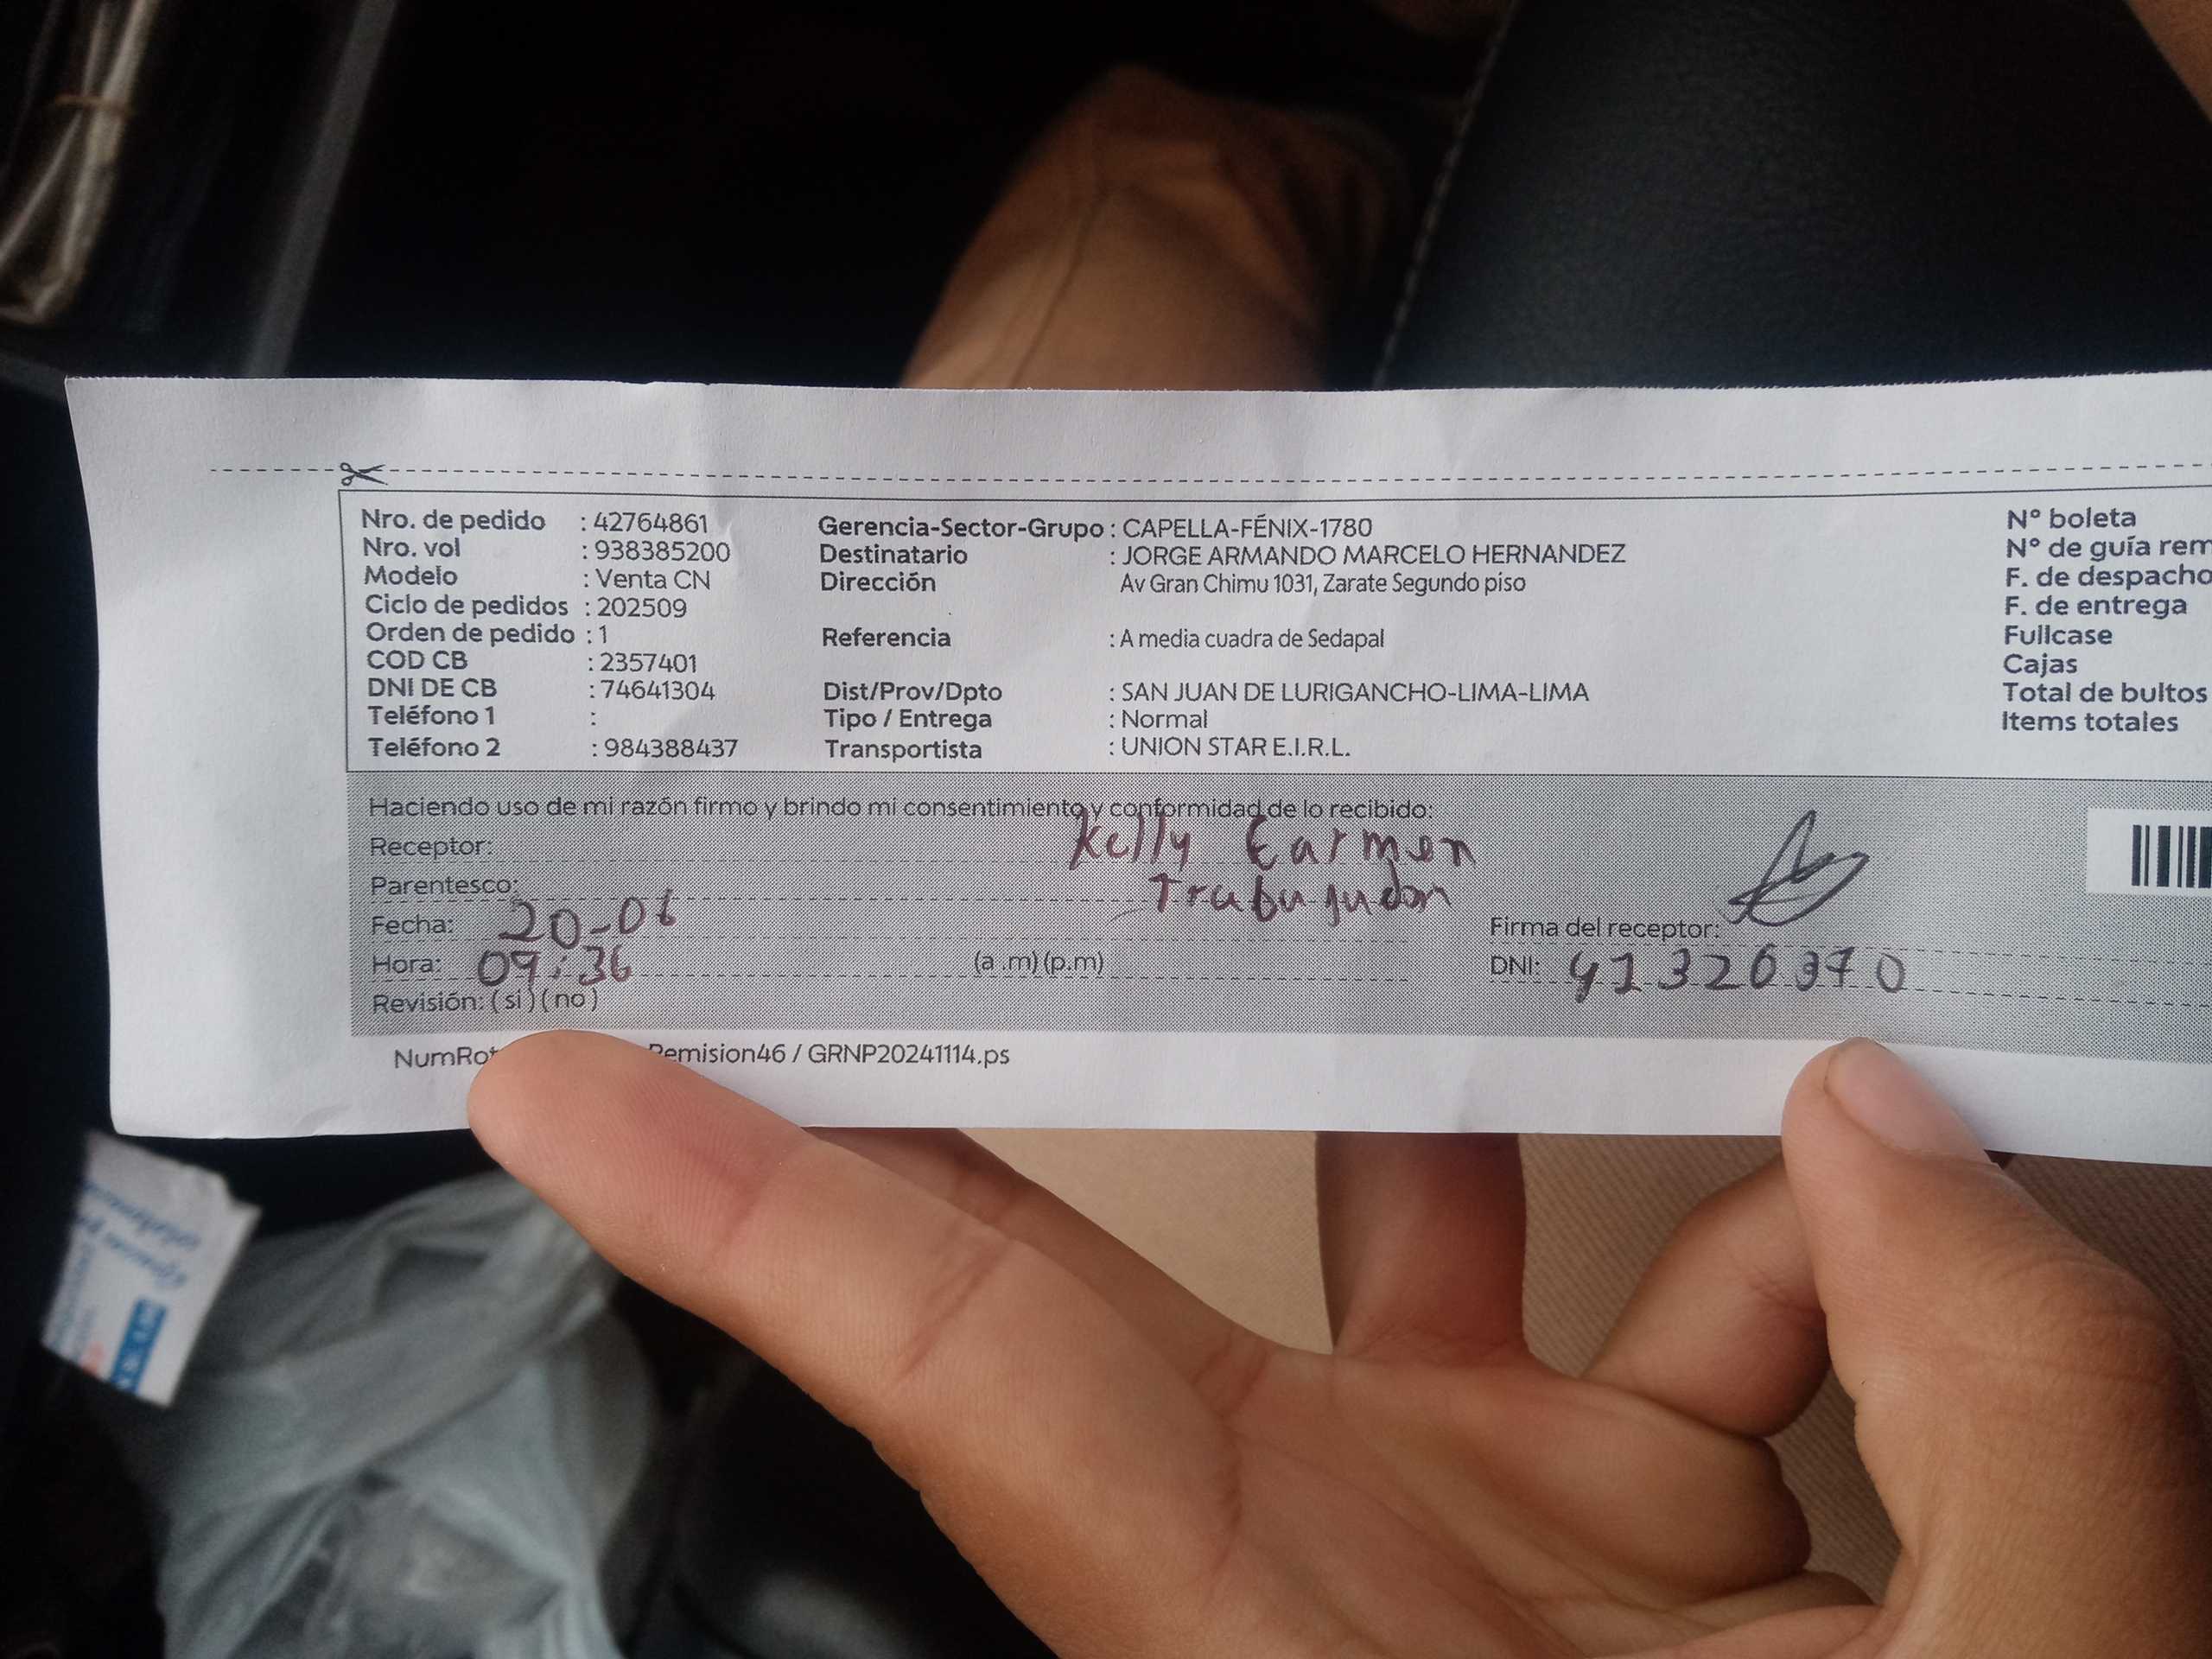 Nro. de pedido : 42764861
Nro. vol : 938385200
Modelo : Venta CN
Ciclo de pedidos : 202509
Orden de pedido : 1
COD CB : 2357401
DNI DE CB : 74641304
Teléfono 1 :
Teléfono 2 : 984388437
Gerencia-Sector-Grupo : CAPELLA-FÉNIX-1780
Destinatario : JORGE ARMANDO MARCELO HERNANDEZ
Dirección Av Gran Chimu 1031, Zarate Segundo piso
Referencia : A media cuadra de Sedapal
Dist/Prov/Dpto : SAN JUAN DE LURIGANCHO-LIMA-LIMA
Tipo / Entrega : Normal
Transportista : UNION STAR E.I.R.L.
N° boleta
N° de guía rem
F. de despacho
F. de entrega
Fullcase
Cajas
Total de bultos
Items totales
Haciendo uso de mi razón firmo y brindo mi consentimiento y conformidad de lo recibido:
Receptor: Kelly Carmen
Parentesco:
Fecha: 20-06
Hora: 09:36 (a .m) (p.m)
Revisión: (si) (no)
Firma del receptor:
DNI: 41320370
NumRot Remision46 / GRNP20241114.ps